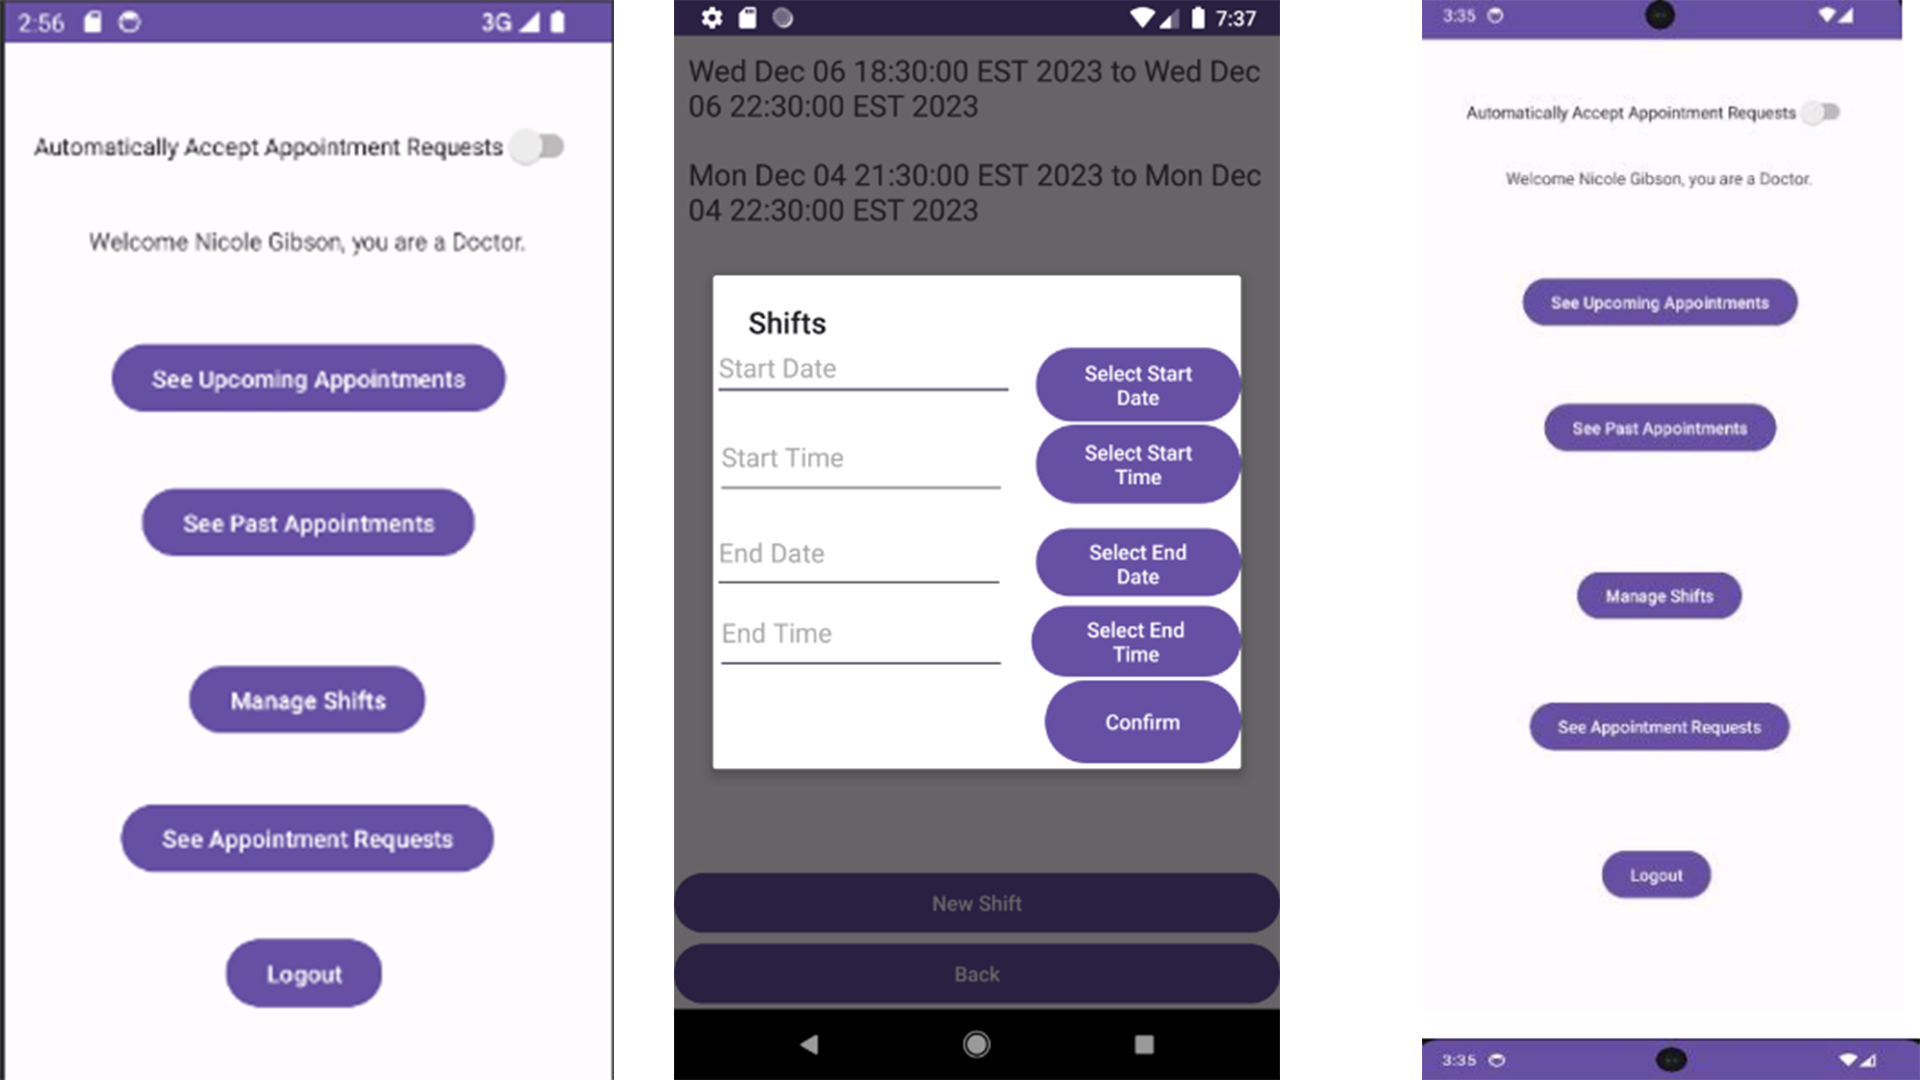 2:56 3G
Automatically Accept Appointment Requests
Welcome Nicole Gibson, you are a Doctor.
See Upcoming Appointments
See Past Appointments
Manage Shifts
See Appointment Requests
Logout
7:37
Wed Dec 06 18:30:00 EST 2023 to Wed Dec
06 22:30:00 EST 2023
Mon Dec 04 21:30:00 EST 2023 to Mon Dec
04 22:30:00 EST 2023
Shifts
Start Date
Select Start
Date
Start Time
Select Start
Time
End Date
Select End
Date
End Time
Select End
Time
Confirm
New Shift
Back
3:35
Automatically Accept Appointment Requests
Welcome Nicole Gibson, you are a Doctor.
See Upcoming Appointments
See Past Appointments
Manage Shifts
See Appointment Requests
Logout
3:35